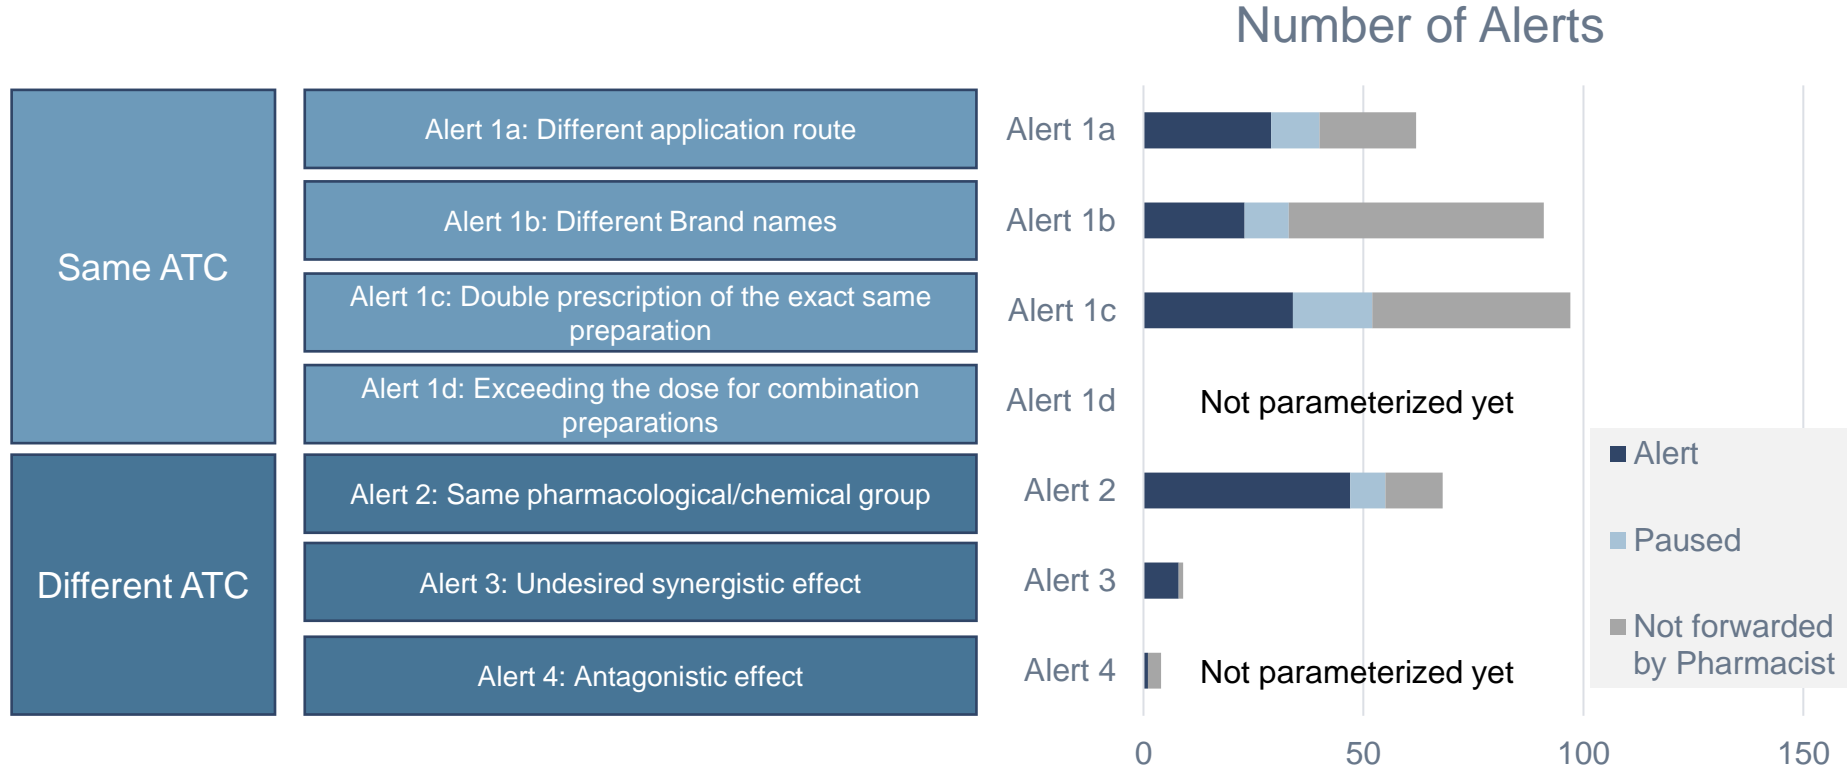 Number of Alerts
Same ATC
Alert 1a: Different application route
Alert 1b: Different Brand names
Alert 1c: Double prescription of the exact same
preparation
Alert 1d: Exceeding the dose for combination
preparations
Different ATC
Alert 2: Same pharmacological/chemical group
Alert 3: Undesired synergistic effect
Alert 4: Antagonistic effect
Alert 1a
Alert 1b
Alert 1c
Alert 1d
Not parameterized yet
Alert 2
Alert 3
Alert 4
Not parameterized yet
0
50
100
150
Alert
Paused
Not forwarded
by Pharmacist